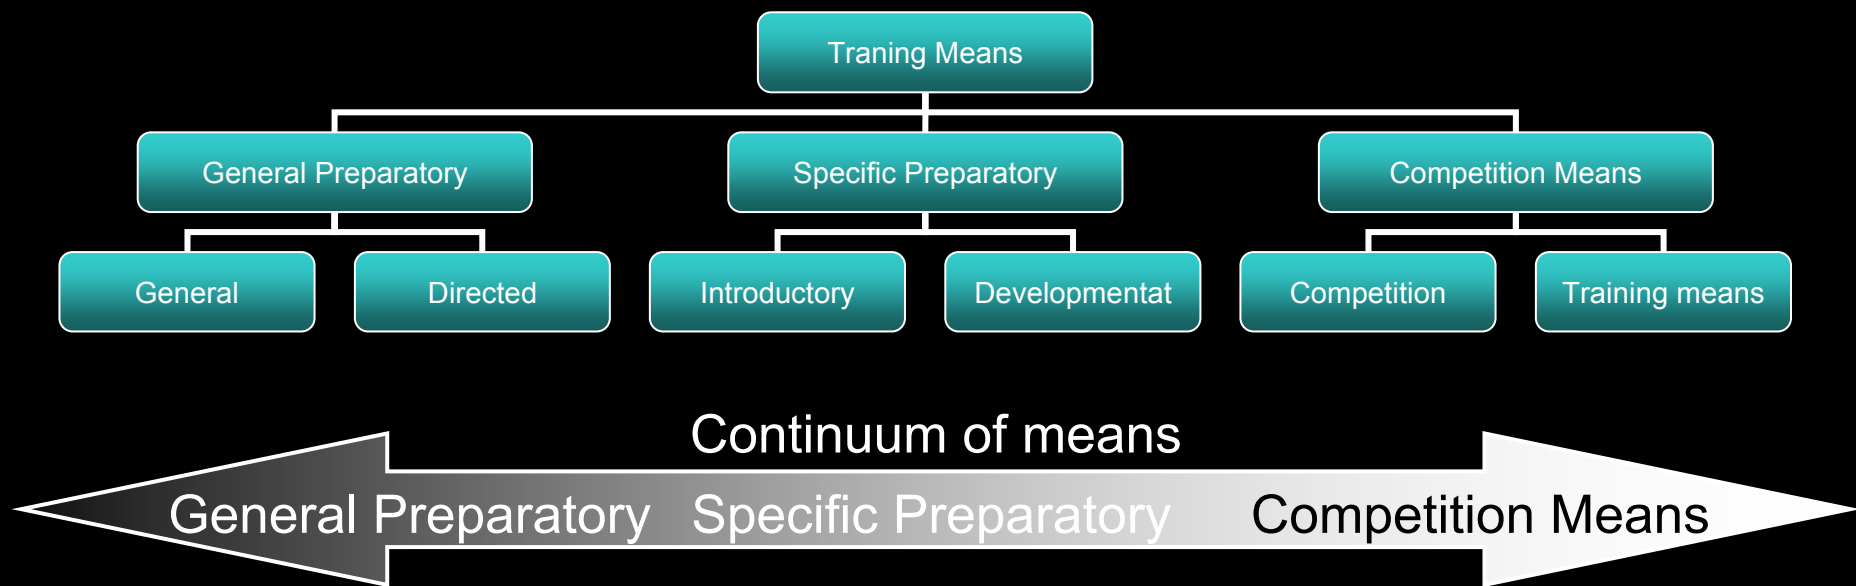 Traning Means
General Preparatory
Specific Preparatory
Competition Means
General
Directed
Introductory
Developmentat
Competition
Training means
Continuum of means
General Preparatory
Specific Preparatory
Competition Means